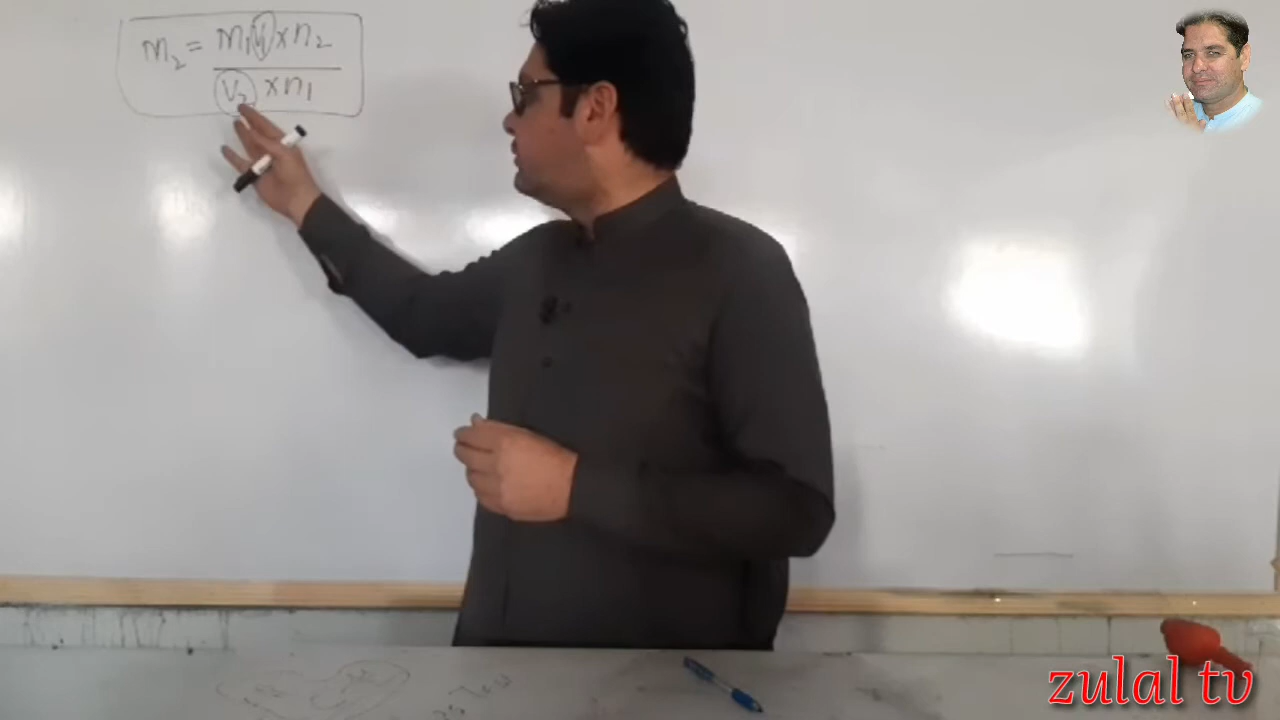 m₂ = m₁V₁ × n₂
V₂ × n₁
zulal tv